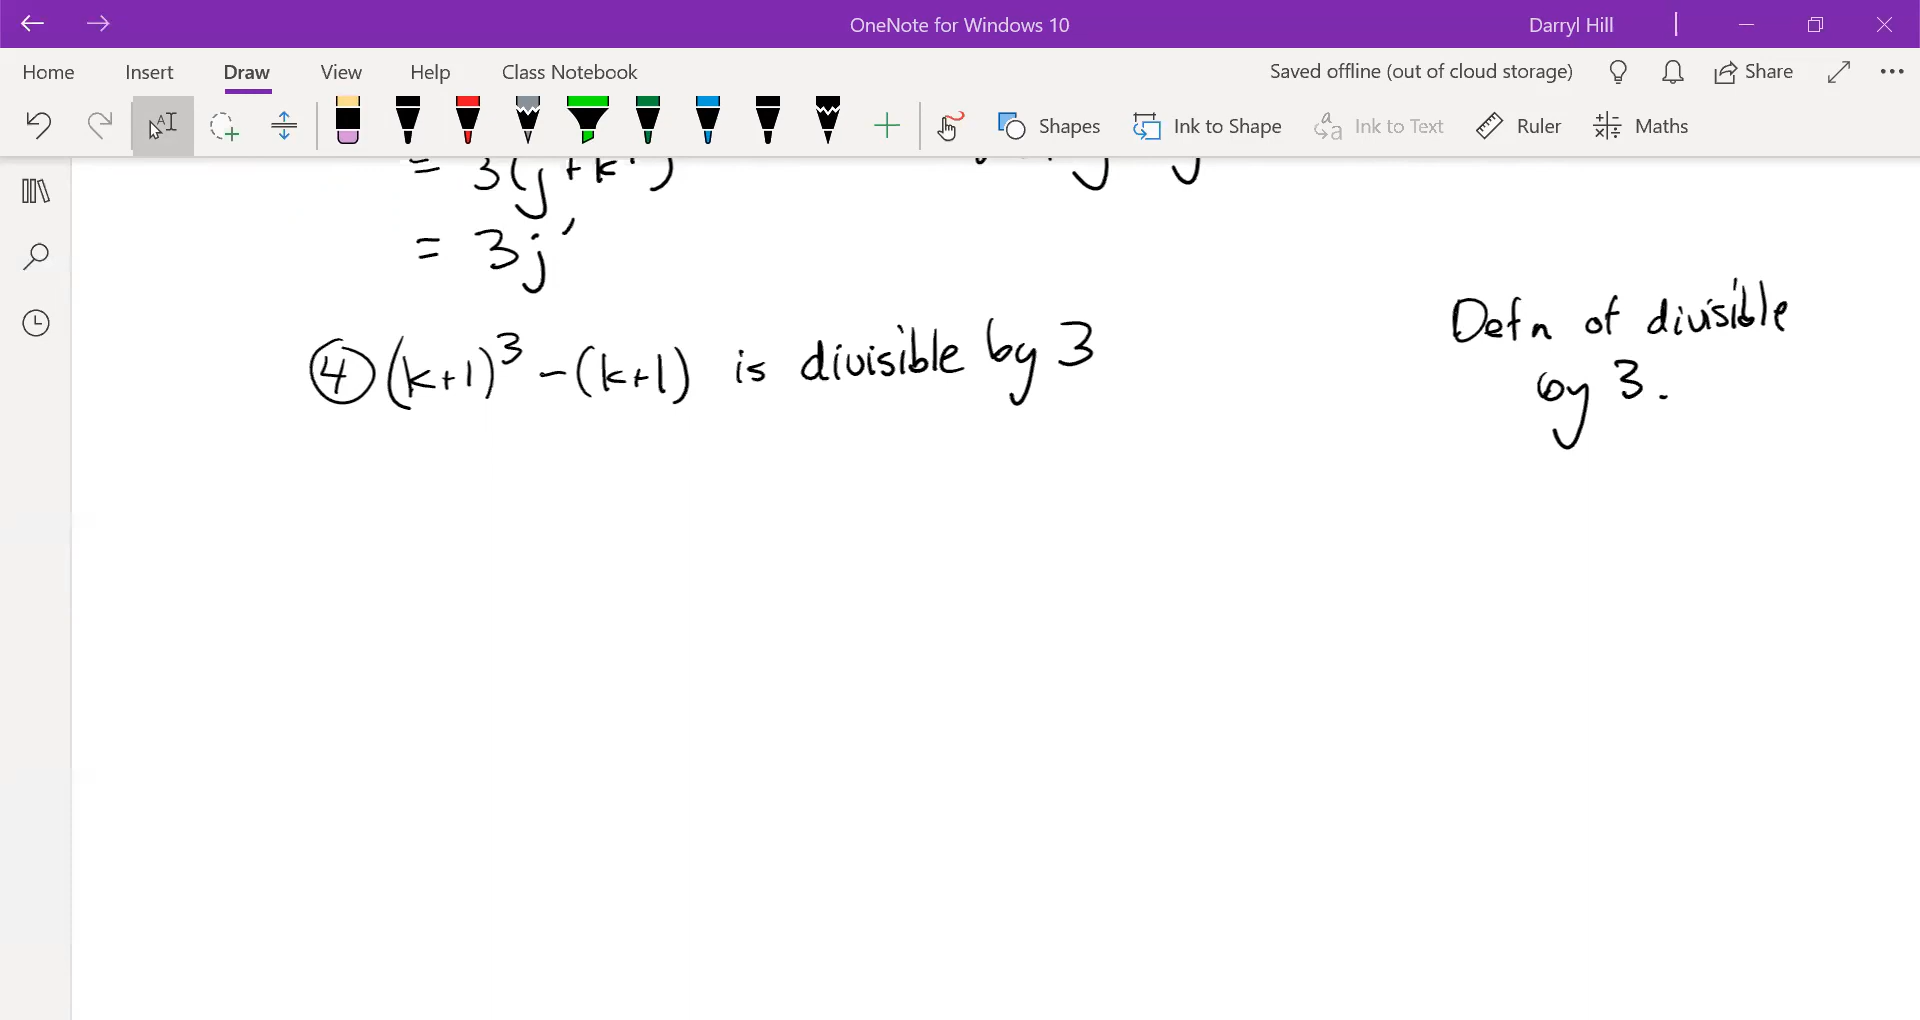 OneNote for Windows 10
Darryl Hill
Home Insert Draw View Help Class Notebook
Saved offline (out of cloud storage) Share
Shapes Ink to Shape Ink to Text Ruler Maths
= 3j'
④ (k+1)³ - (k+1) is divisible by 3
Defn of divisible
by 3.